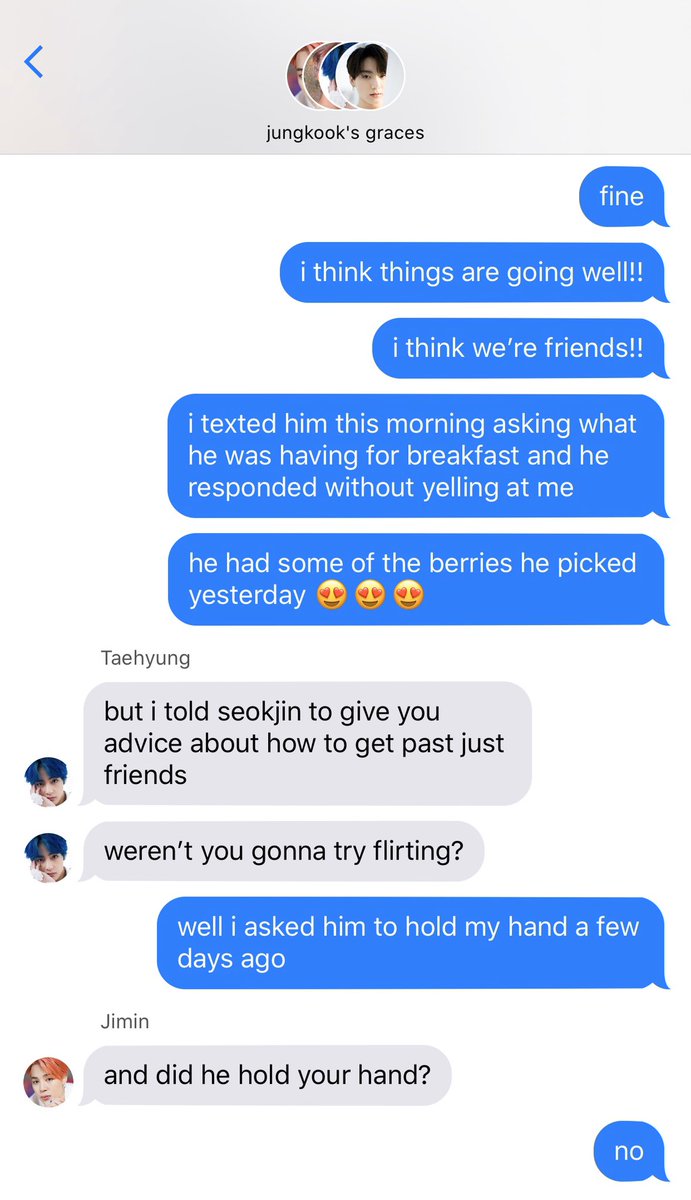 jungkook's graces
fine
i think things are going well!!
i think we’re friends!!
i texted him this morning asking what
he was having for breakfast and he
responded without yelling at me
he had some of the berries he picked
yesterday 😍 😍 😍
Taehyung
but i told seokjin to give you
advice about how to get past just
friends
weren’t you gonna try flirting?
well i asked him to hold my hand a few
days ago
Jimin
and did he hold your hand?
no